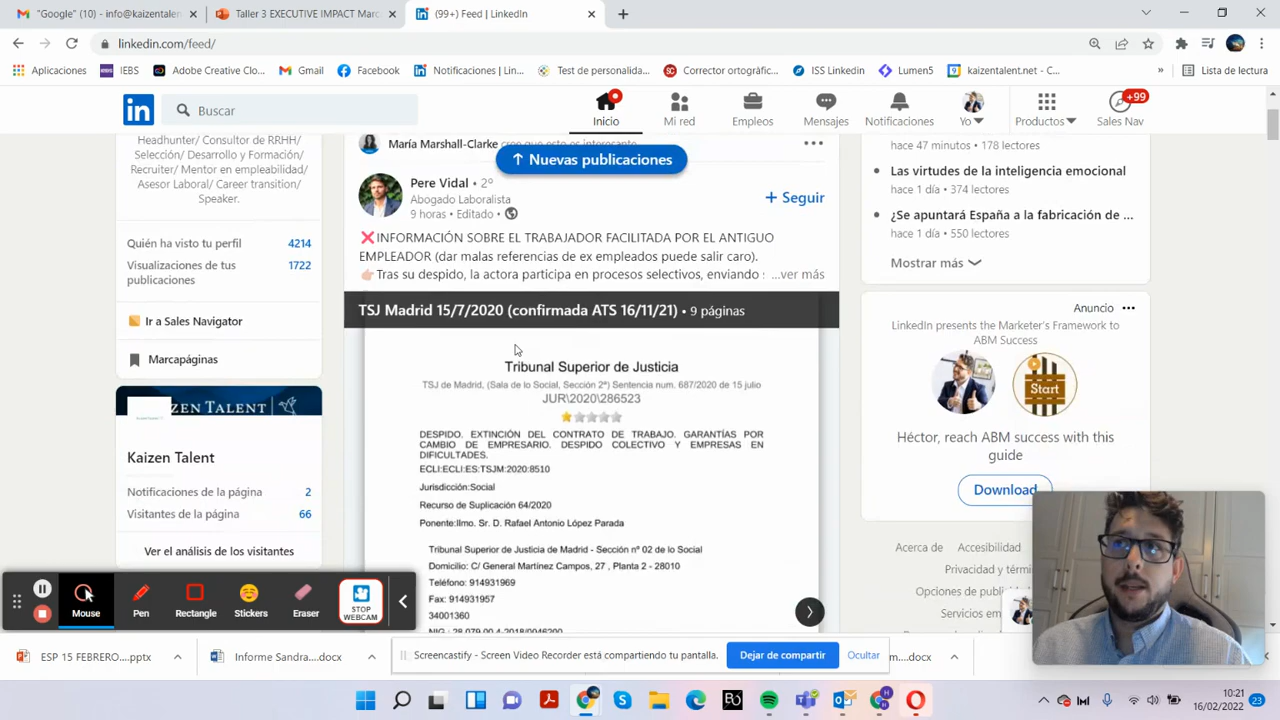 "Google" (10) - info@kaizentalen
Taller 3 EXECUTIVE IMPACT Mar
(99+) Feed | LinkedIn
linkedin.com/feed/
Aplicaciones
IEBS
Adobe Creative Clo...
Gmail
Facebook
Notificaciones | Lin...
Test de personalida...
Corrector ortográfic...
ISS Linkedin
Lumen5
kaizentalent.net - C...
»
Lista de lectura
in
Buscar
Inicio
Mi red
Empleos
Mensajes
Notificaciones
Yo
Productos
+99
Sales Nav
Headhunter/ Consultor de RRHH/
Selección/ Desarrollo y Formación/
Recruiter/ Mentor en empleabilidad/
Asesor Laboral/ Career transition/
Speaker.
Quién ha visto tu perfil 4214
Visualizaciones de tus 1722
publicaciones
Ir a Sales Navigator
Marcapáginas
ZEN TALENT
Kaizen Talent
Notificaciones de la página 2
Visitantes de la página 66
Ver el análisis de los visitantes
María Marshall-Clarke cree que esto es interesante
↑ Nuevas publicaciones
Pere Vidal • 2º
Abogado Laboralista
9 horas • Editado •
+ Seguir
❌INFORMACIÓN SOBRE EL TRABAJADOR FACILITADA POR EL ANTIGUO
EMPLEADOR (dar malas referencias de ex empleados puede salir caro).
👉🏼Tras su despido, la actora participa en procesos selectivos, enviando ...ver más
TSJ Madrid 15/7/2020 (confirmada ATS 16/11/21) • 9 páginas
Tribunal Superior de Justicia
TSJ de Madrid, (Sala de lo Social, Sección 2ª) Sentencia num. 687/2020 de 15 julio
JUR\2020\286523
DESPIDO. EXTINCIÓN DEL CONTRATO DE TRABAJO. GARANTÍAS POR
CAMBIO DE EMPRESARIO. DESPIDO COLECTIVO Y EMPRESAS EN
DIFICULTADES.
ECLI:ECLI:ES:TSJM:2020:8510
Jurisdicción:Social
Recurso de Suplicación 64/2020
Ponente:Ilmo. Sr. D. Rafael Antonio López Parada
Tribunal Superior de Justicia de Madrid - Sección nº 02 de lo Social
Domicilio: C/ General Martínez Campos, 27 , Planta 2 - 28010
Teléfono: 914931969
Fax: 914931957
34001360
NIG : 28.079.00.4-2018/0046200
hace 47 minutos • 178 lectores
Las virtudes de la inteligencia emocional
hace 1 día • 374 lectores
¿Se apuntará España a la fabricación de ...
hace 1 día • 550 lectores
Mostrar más
Anuncio
LinkedIn presents the Marketer's Framework to
ABM Success
Start
Héctor, reach ABM success with this
guide
Download
Acerca de Accesibilidad
Privacidad y térmi
Opciones de public
Servicios em
Mouse
Pen
Rectangle
Stickers
Eraser
STOP
WEBCAM
ESP 15 FEBRERO....pptx
Informe Sandra....docx
Screencastify - Screen Video Recorder está compartiendo tu pantalla.
Dejar de compartir
Ocultar
m....docx
10:21
16/02/2022
23